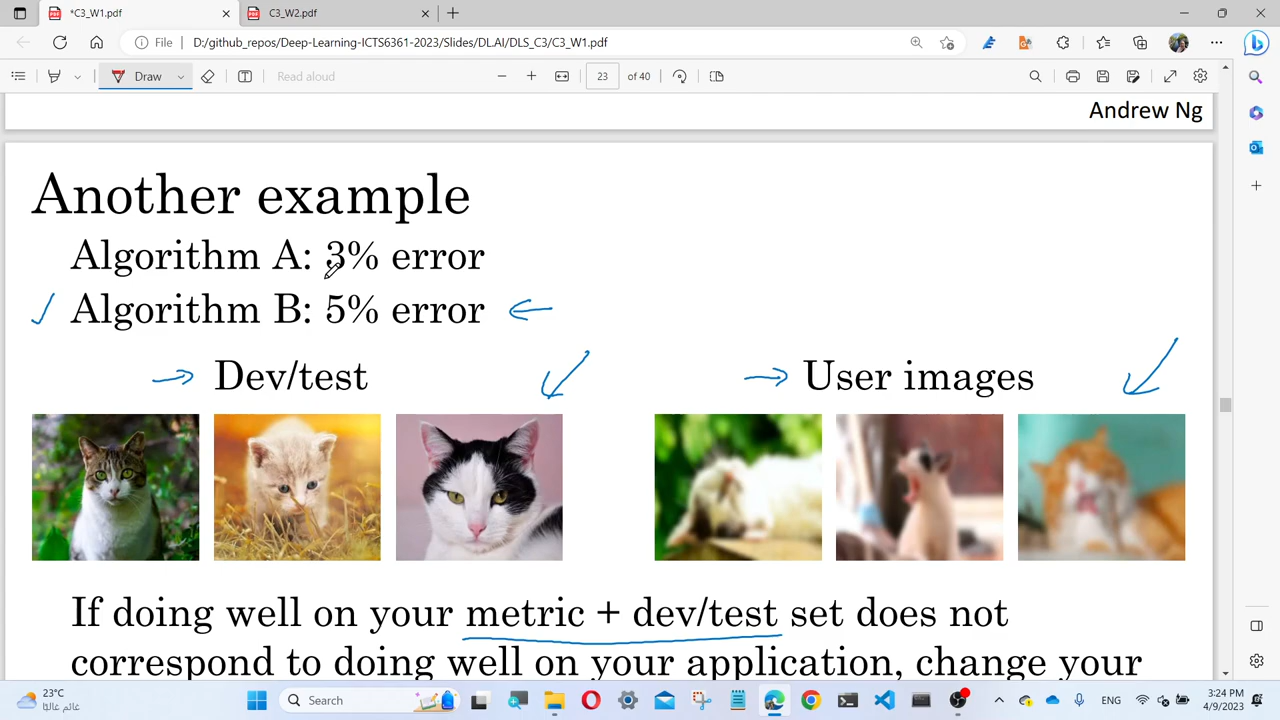 *C3_W1.pdf
C3_W2.pdf
File
D:/github_repos/Deep-Learning-ICTS6361-2023/Slides/DL.AI/DLS_C3/C3_W1.pdf
Draw
Read aloud
23
of 40
Andrew Ng
Another example
Algorithm A: 3% error
Algorithm B: 5% error
Dev/test
User images
If doing well on your metric + dev/test set does not
correspond to doing well on your application, change your
23°C
غائم غالبًا
Search
ENG
3:24 PM
4/9/2023